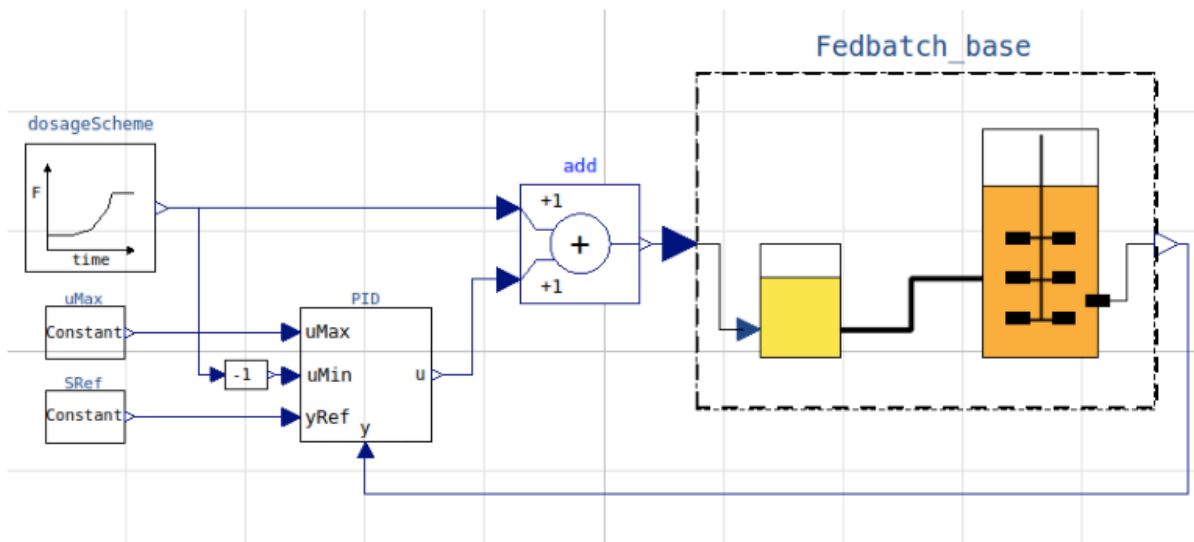 Fedbatch_base
dosageScheme
F
time
add
+1
+
+1
uMax
Constant
PID
uMax
-1
uMin
u
SRef
Constant
yRef
y